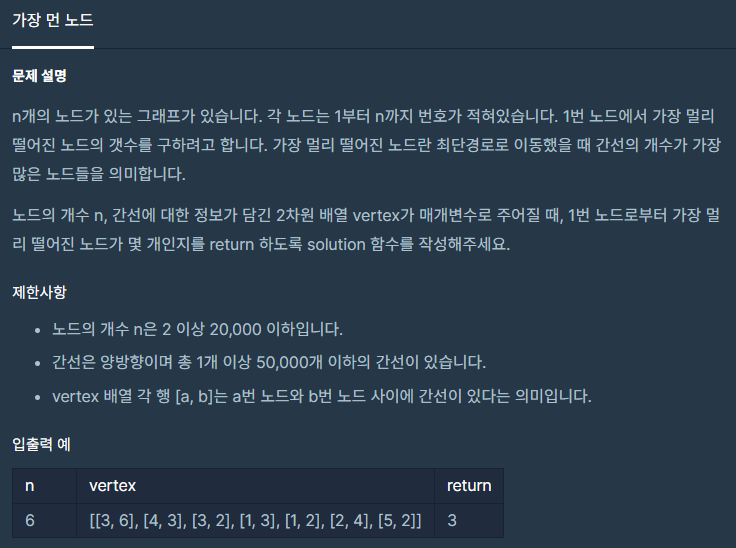 가장 먼 노드
문제 설명
n개의 노드가 있는 그래프가 있습니다. 각 노드는 1부터 n까지 번호가 적혀있습니다. 1번 노드에서 가장 멀리
떨어진 노드의 갯수를 구하려고 합니다. 가장 멀리 떨어진 노드란 최단경로로 이동했을 때 간선의 개수가 가장
많은 노드들을 의미합니다.
노드의 개수 n, 간선에 대한 정보가 담긴 2차원 배열 vertex가 매개변수로 주어질 때, 1번 노드로부터 가장 멀
리 떨어진 노드가 몇 개인지를 return 하도록 solution 함수를 작성해주세요.
제한사항
• 노드의 개수 n은 2 이상 20,000 이하입니다.
• 간선은 양방향이며 총 1개 이상 50,000개 이하의 간선이 있습니다.
• vertex 배열 각 행 [a, b]는 a번 노드와 b번 노드 사이에 간선이 있다는 의미입니다.
입출력 예
n vertex return
6 [[3, 6], [4, 3], [3, 2], [1, 3], [1, 2], [2, 4], [5, 2]] 3